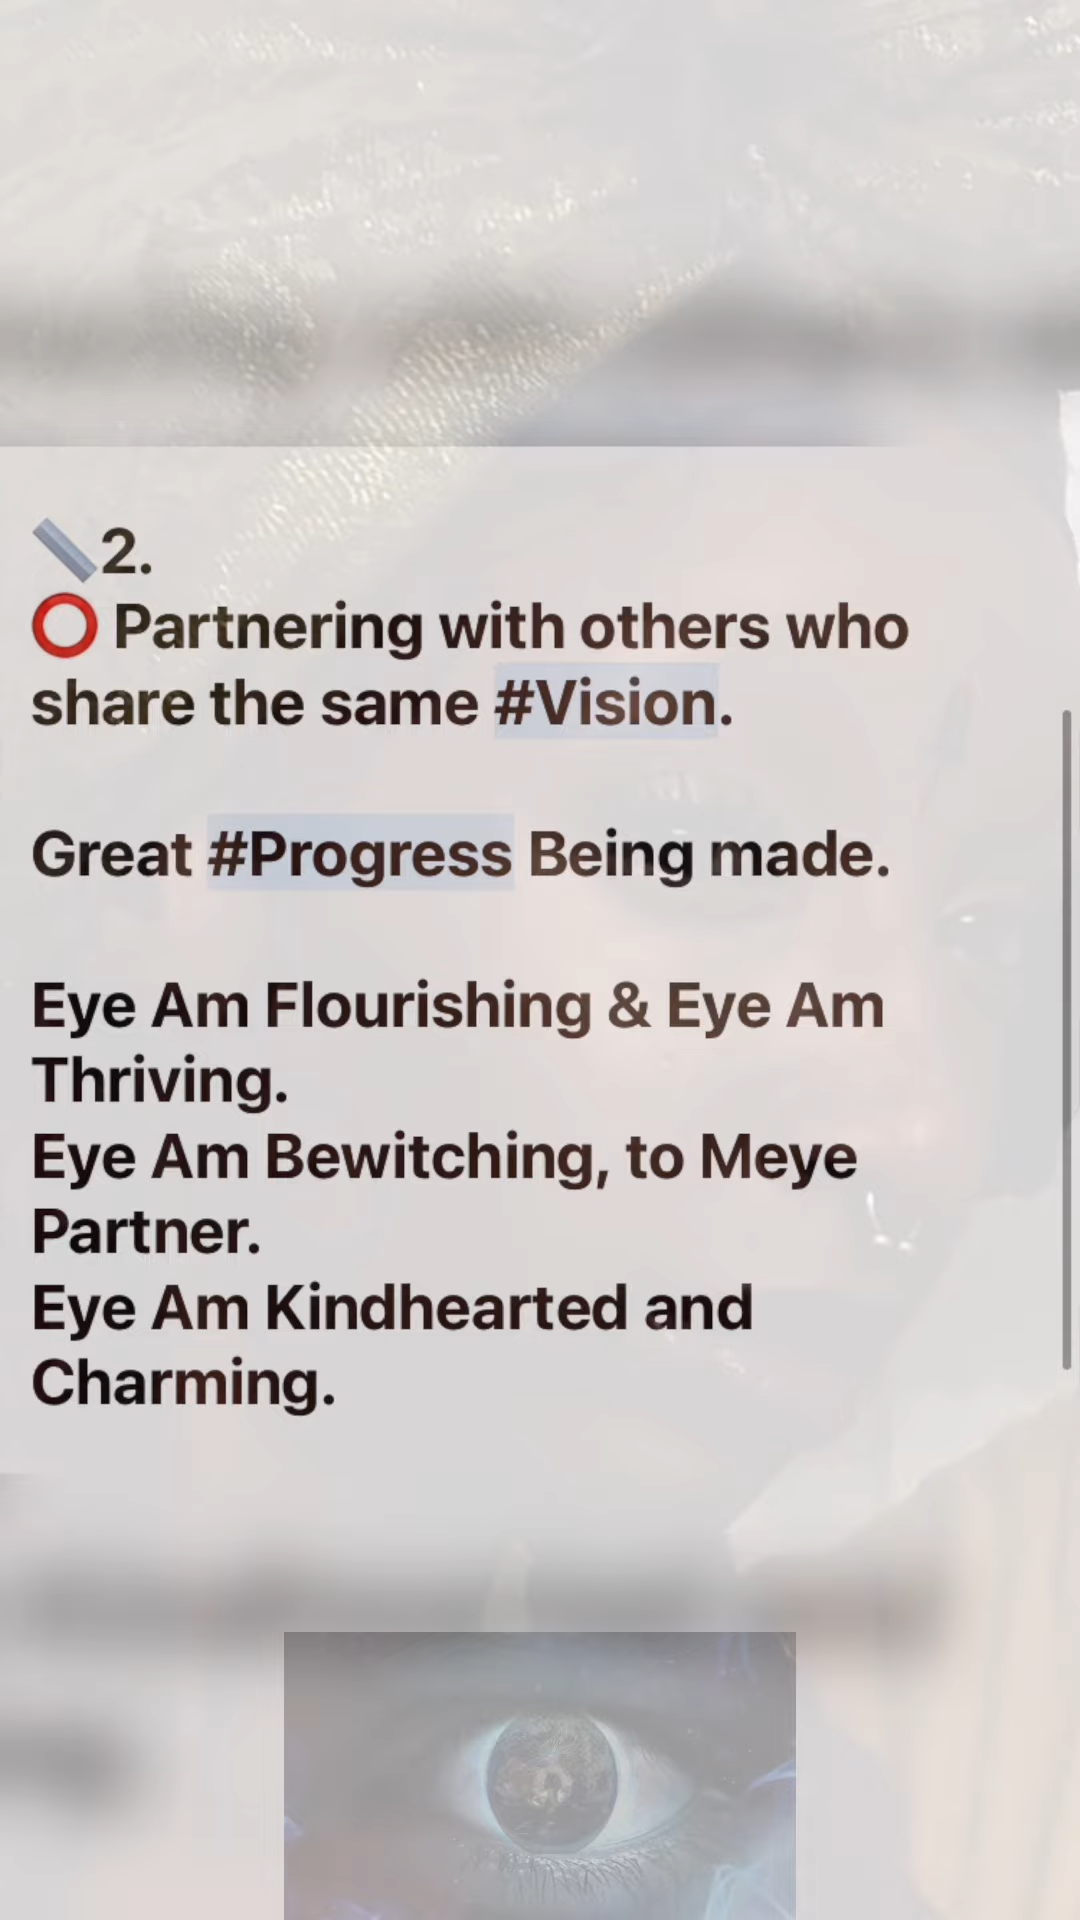 📏2.
⭕ Partnering with others who
share the same #Vision.
Great #Progress Being made.
Eye Am Flourishing & Eye Am
Thriving.
Eye Am Bewitching, to Meye
Partner.
Eye Am Kindhearted and
Charming.